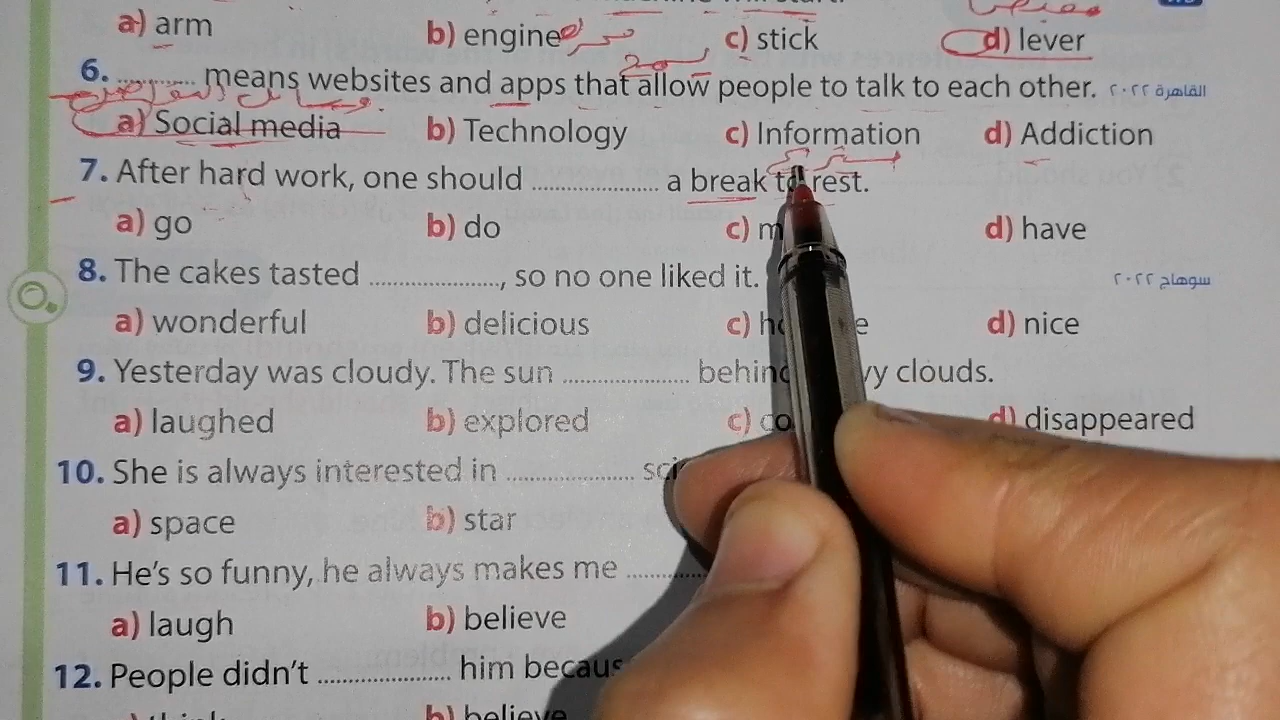 a) arm b) engine c) stick d) lever
6. .......... means websites and apps that allow people to talk to each other. القاهرة ٢٠٢٢
a) Social media b) Technology c) Information d) Addiction
7. After hard work, one should .......... a break to rest.
a) go b) do c) d) have
8. The cakes tasted .........., so no one liked it. سوهاج ٢٠٢٢
a) wonderful b) delicious c) d) nice
9. Yesterday was cloudy. The sun .......... behind clouds.
a) laughed b) explored c) d) disappeared
10. She is always interested in ..........
a) space b) star
11. He's so funny, he always makes me ..........
a) laugh b) believe
12. People didn't .......... him
b) believe